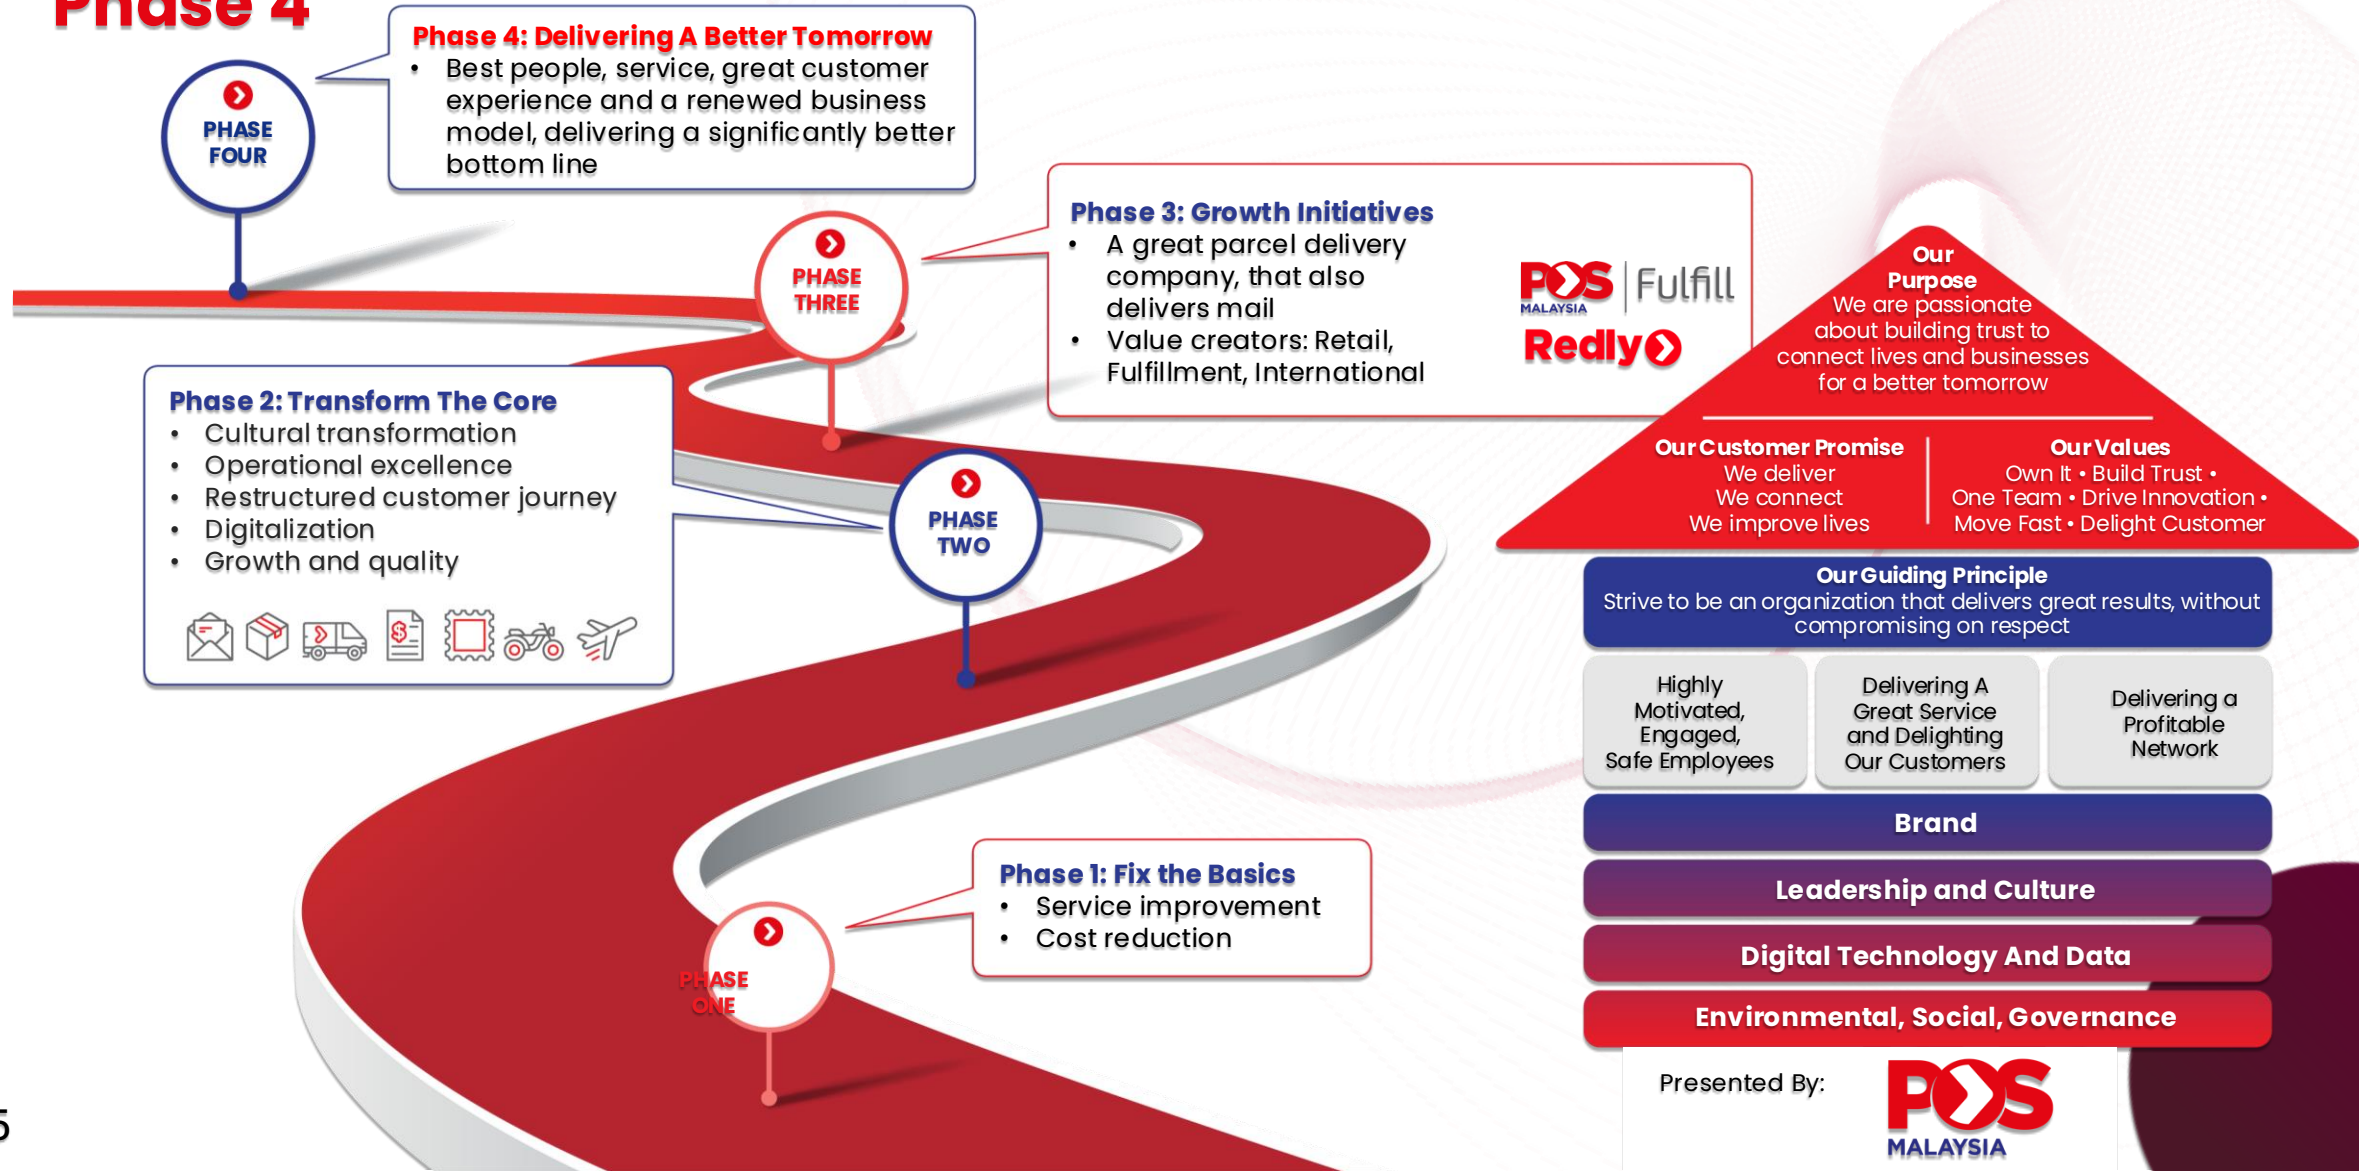 Phase 4
Phase 4: Delivering A Better Tomorrow
• Best people, service, great customer
experience and a renewed business
model, delivering a significantly better
bottom line
PHASE
FOUR
Phase 3: Growth Initiatives
• A great parcel delivery
company, that also
delivers mail
• Value creators: Retail,
Fulfillment, International
POS MALAYSIA | Fulfill
Redly
PHASE
THREE
Phase 2: Transform The Core
• Cultural transformation
• Operational excellence
• Restructured customer journey
• Digitalization
• Growth and quality
$
PHASE
TWO
Phase 1: Fix the Basics
• Service improvement
• Cost reduction
PHASE
ONE
Our
Purpose
We are passionate
about building trust to
connect lives and businesses
for a better tomorrow
Our Customer Promise
We deliver
We connect
We improve lives
Our Values
Own It • Build Trust •
One Team • Drive Innovation •
Move Fast • Delight Customer
Our Guiding Principle
Strive to be an organization that delivers great results, without
compromising on respect
Highly
Motivated,
Engaged,
Safe Employees
Delivering A
Great Service
and Delighting
Our Customers
Delivering a
Profitable
Network
Brand
Leadership and Culture
Digital Technology And Data
Environmental, Social, Governance
Presented By:
POS
MALAYSIA
5